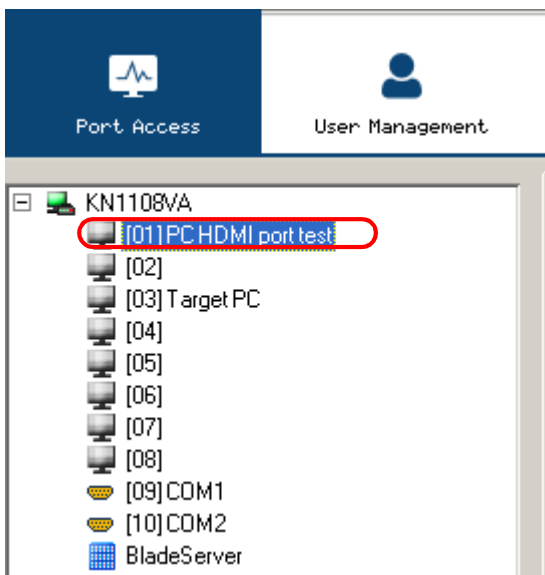 Port Access
User Management
KN1108VA
[01]PC HDMI port test
[02]
[03] Target PC
[04]
[05]
[06]
[07]
[08]
[09] COM1
[10] COM2
BladeServer